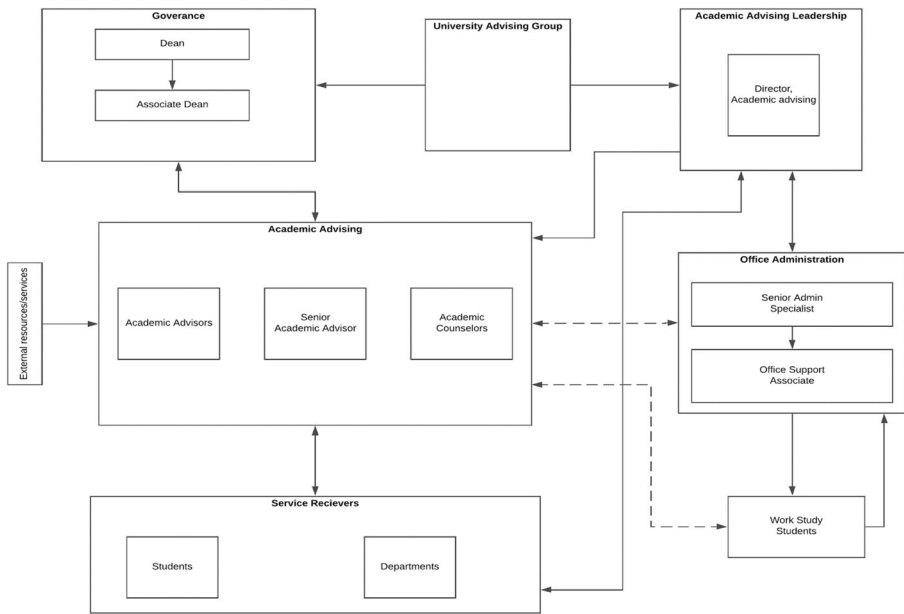 Goverance
Dean
Associate Dean
University Advising Group
Academic Advising Leadership
Director,
Academic advising
Academic Advising
Academic Advisors
Senior
Academic Advisor
Academic
Counselors
External resources/services
Office Administration
Senior Admin
Specialist
Office Support
Associate
Service Recievers
Students
Departments
Work Study
Students